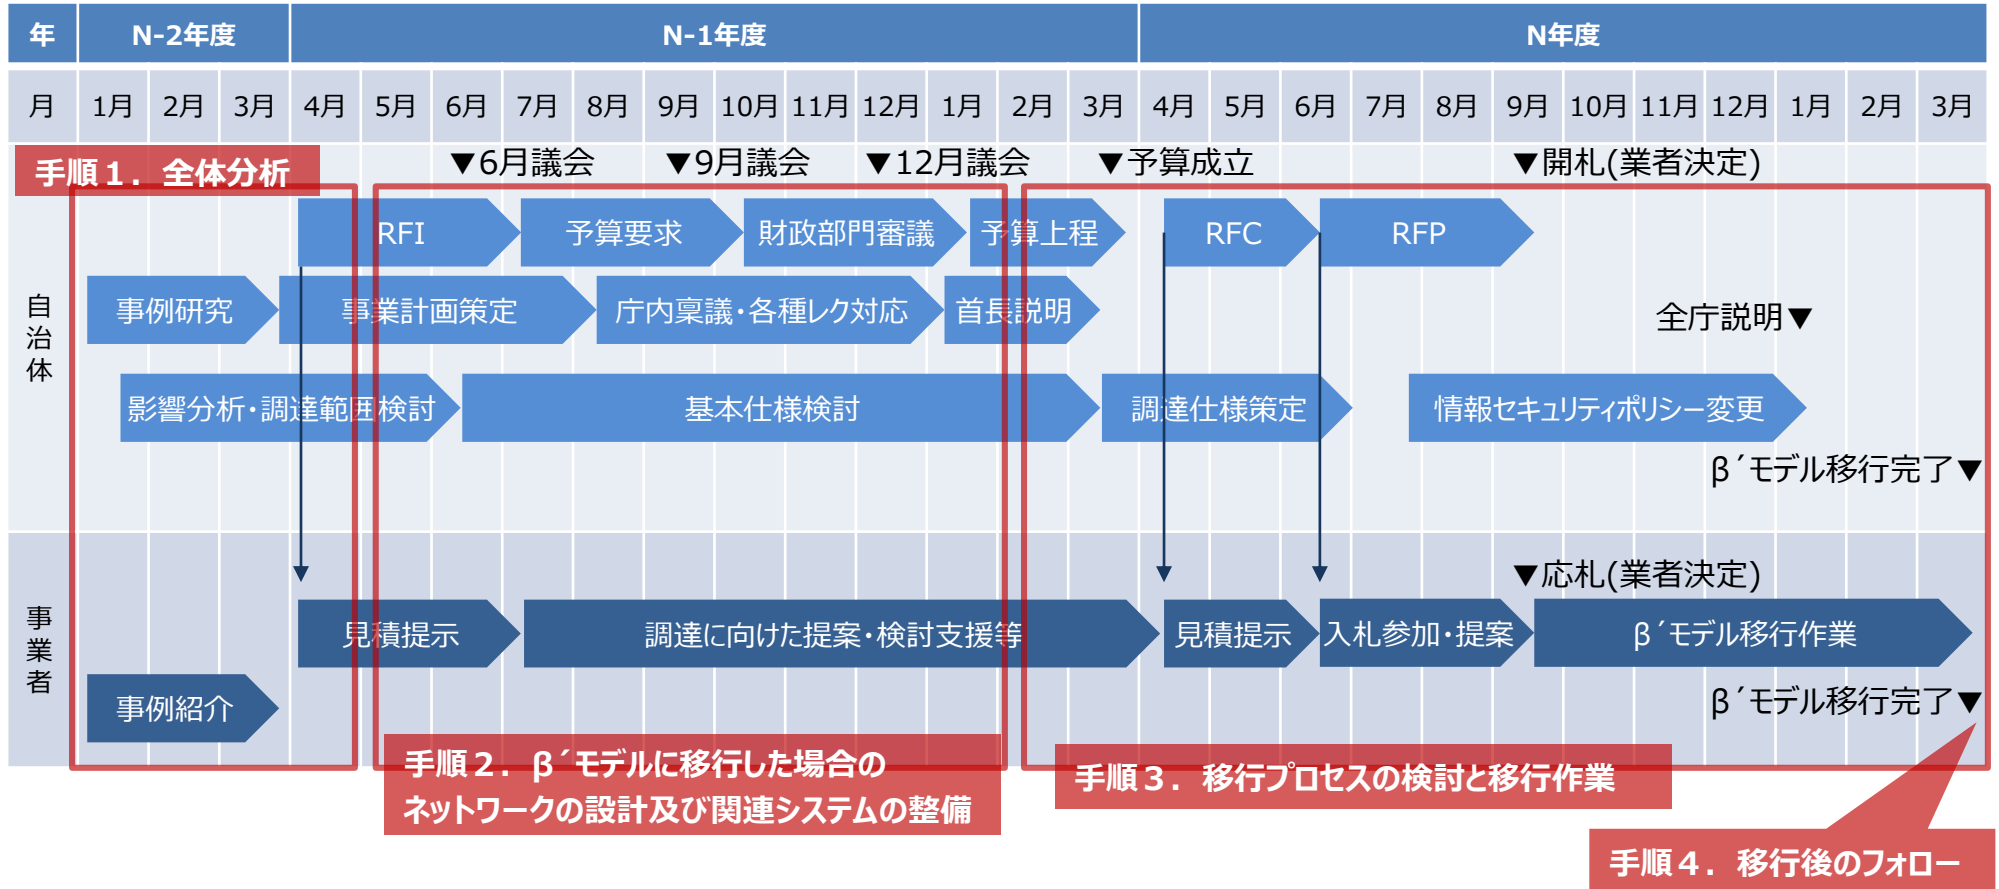 年 N-2年度 N-1年度 N年度
月 1月 2月 3月 4月 5月 6月 7月 8月 9月 10月 11月 12月 1月 2月 3月 4月 5月 6月 7月 8月 9月 10月 11月 12月 1月 2月 3月
手順１．全体分析
▼6月議会 ▼9月議会 ▼12月議会 ▼予算成立 ▼開札(業者決定)
自治体
RFI 予算要求 財政部門審議 予算上程 RFC RFP
事例研究 事業計画策定 庁内稟議・各種レク対応 首長説明 全庁説明▼
影響分析・調達範囲検討 基本仕様検討 調達仕様策定 情報セキュリティポリシー変更
β´モデル移行完了▼
事業者
▼応札(業者決定)
見積提示 調達に向けた提案・検討支援等 見積提示 入札参加・提案 β´モデル移行作業
事例紹介 β´モデル移行完了▼
手順２．β´モデルに移行した場合の
ネットワークの設計及び関連システムの整備
手順３．移行プロセスの検討と移行作業
手順４．移行後のフォロー